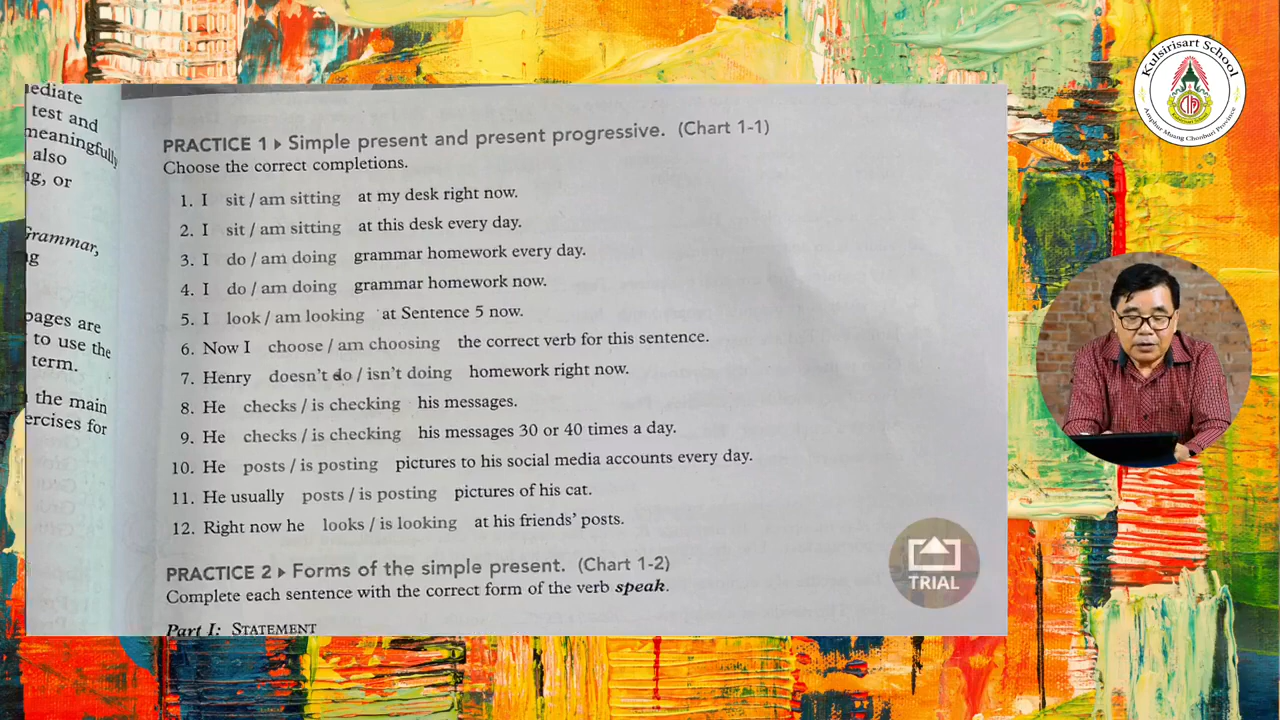 Kulsirisart School
Amphur Muang Chonburi Province
ediate
test and
meaningfully
also
g, or
Grammar,
g
pages are
to use the
term.
the main
ercises for
PRACTICE 1 ▸ Simple present and present progressive. (Chart 1-1)
Choose the correct completions.
1. I sit / am sitting at my desk right now.
2. I sit / am sitting at this desk every day.
3. I do / am doing grammar homework every day.
4. I do / am doing grammar homework now.
5. I look / am looking at Sentence 5 now.
6. Now I choose / am choosing the correct verb for this sentence.
7. Henry doesn't do / isn't doing homework right now.
8. He checks / is checking his messages.
9. He checks / is checking his messages 30 or 40 times a day.
10. He posts / is posting pictures to his social media accounts every day.
11. He usually posts / is posting pictures of his cat.
12. Right now he looks / is looking at his friends' posts.
PRACTICE 2 ▸ Forms of the simple present. (Chart 1-2)
Complete each sentence with the correct form of the verb speak.
Part I: STATEMENT
TRIAL